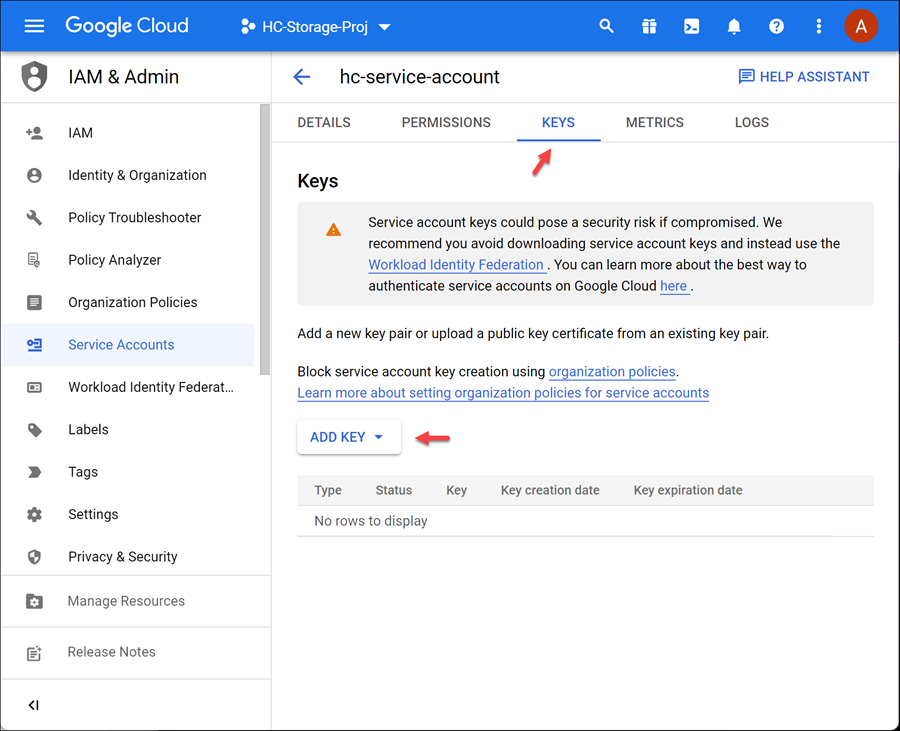 Google Cloud
HC-Storage-Proj
A
IAM & Admin
hc-service-account
HELP ASSISTANT
IAM
Identity & Organization
Policy Troubleshooter
Policy Analyzer
Organization Policies
Service Accounts
Workload Identity Federat...
Labels
Tags
Settings
Privacy & Security
Manage Resources
Release Notes
DETAILS
PERMISSIONS
KEYS
METRICS
LOGS
Keys
Service account keys could pose a security risk if compromised. We
recommend you avoid downloading service account keys and instead use the
Workload Identity Federation . You can learn more about the best way to
authenticate service accounts on Google Cloud here .
Add a new key pair or upload a public key certificate from an existing key pair.
Block service account key creation using organization policies.
Learn more about setting organization policies for service accounts
ADD KEY
Type Status Key Key creation date Key expiration date
No rows to display